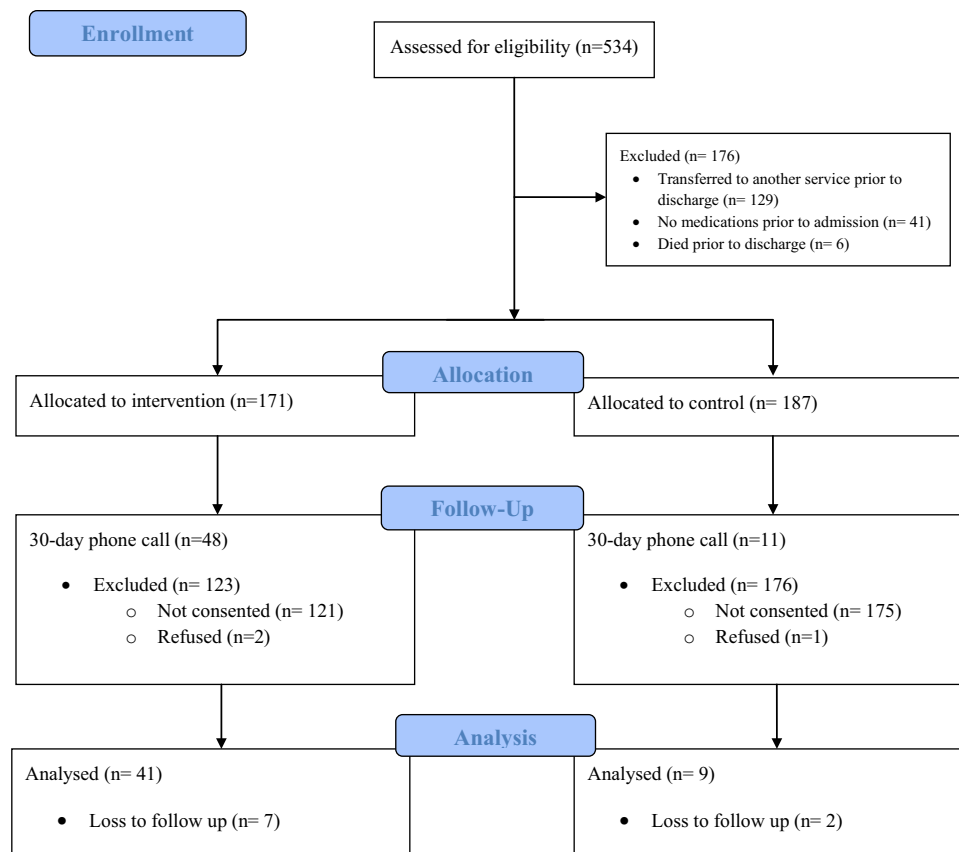 Enrollment
Assessed for eligibility (n=534)
Excluded (n= 176)
• Transferred to another service prior to
discharge (n= 129)
• No medications prior to admission (n= 41)
• Died prior to discharge (n= 6)
Allocation
Allocated to intervention (n=171)
Allocated to control (n= 187)
Follow-Up
30-day phone call (n=48)
• Excluded (n= 123)
o Not consented (n= 121)
o Refused (n=2)
30-day phone call (n=11)
• Excluded (n= 176)
o Not consented (n= 175)
o Refused (n=1)
Analysis
Analysed (n= 41)
• Loss to follow up (n= 7)
Analysed (n= 9)
• Loss to follow up (n= 2)